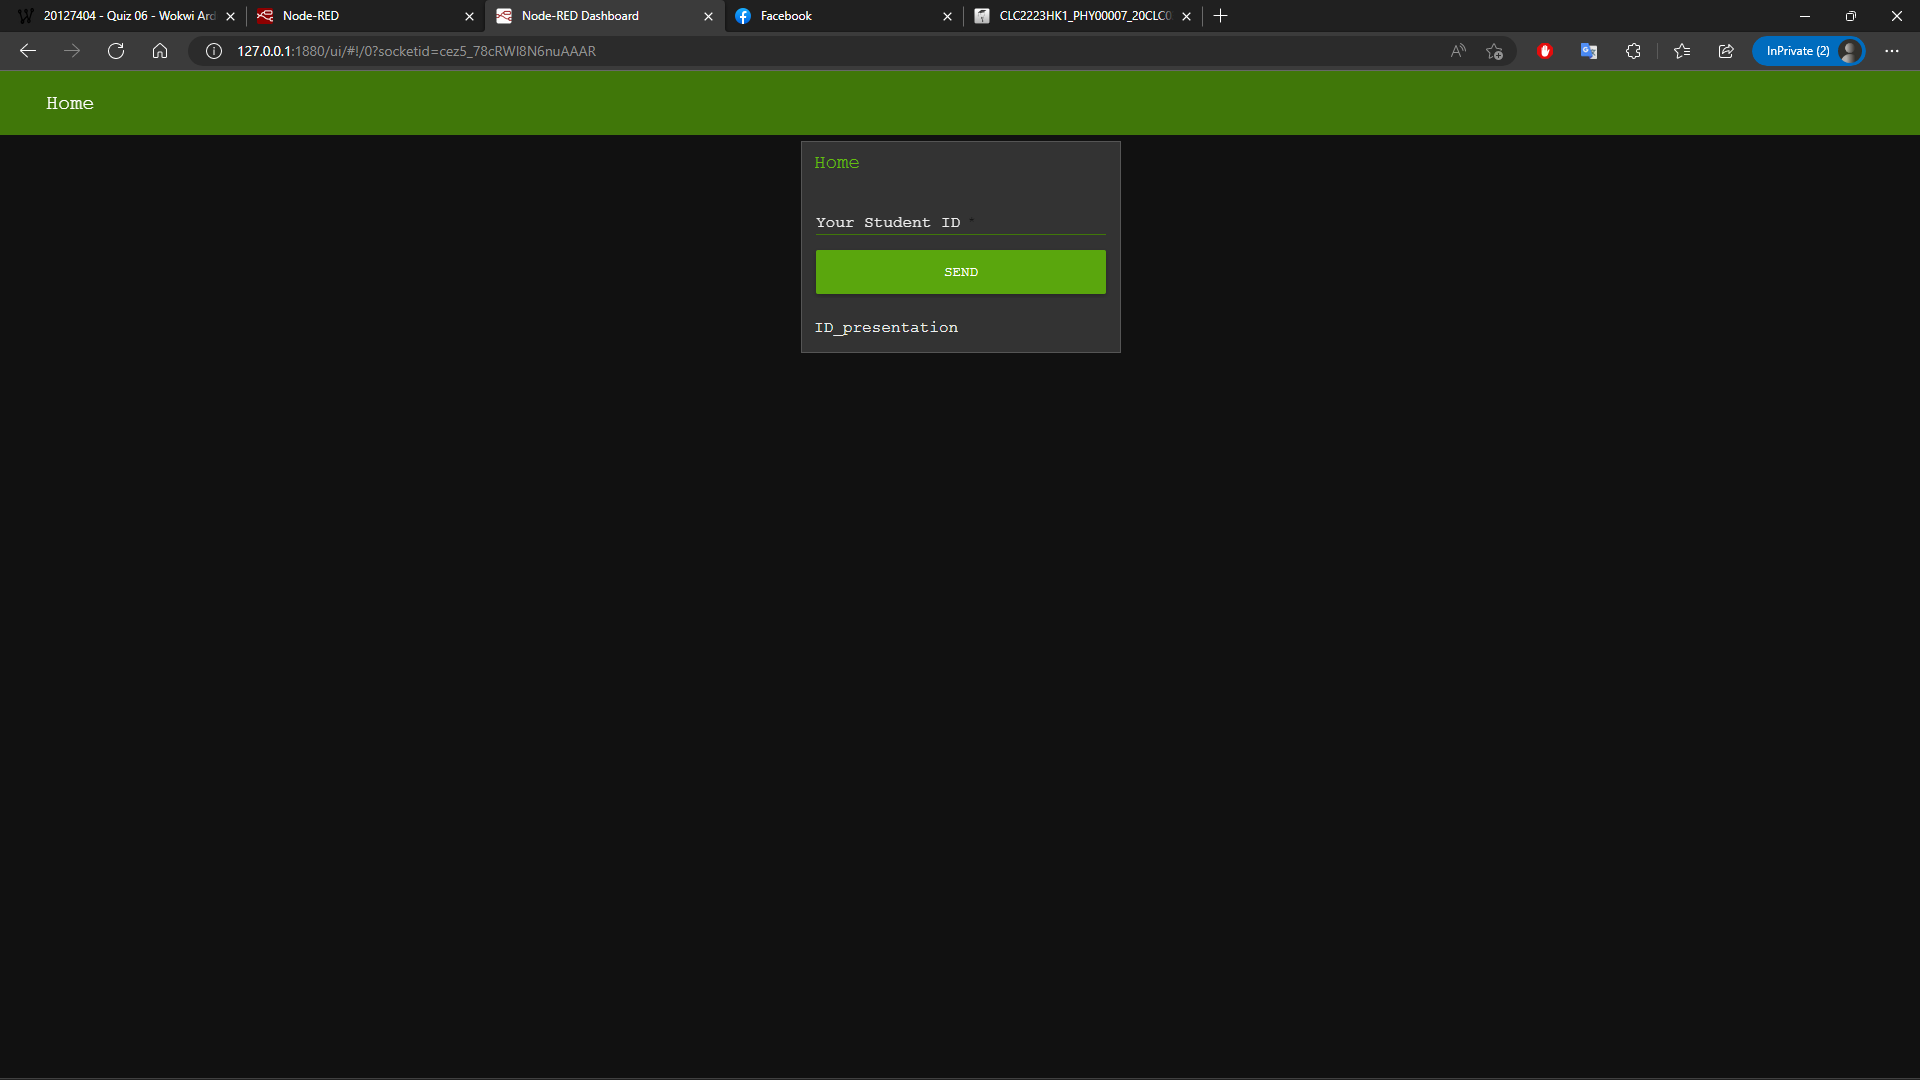 20127404 - Quiz 06 - Wokwi Ard
Node-RED
Node-RED Dashboard
Facebook
CLC2223HK1_PHY00007_20CLC0
127.0.0.1:1880/ui/#!/0?socketid=cez5_78cRWI8N6nuAAAR
InPrivate (2)
Home
Home
Your Student ID *
SEND
ID_presentation